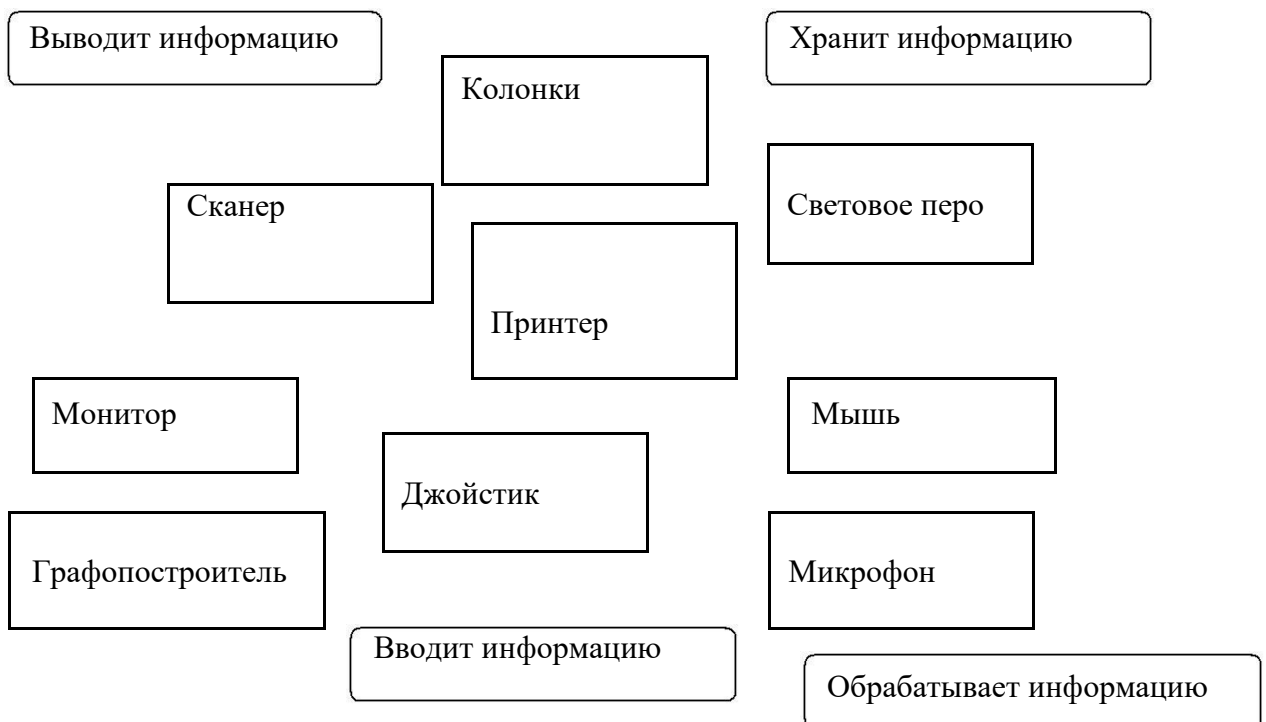 Выводит информацию
Хранит информацию
Колонки
Сканер
Световое перо
Принтер
Монитор
Мышь
Джойстик
Графопостроитель
Микрофон
Вводит информацию
Обрабатывает информацию